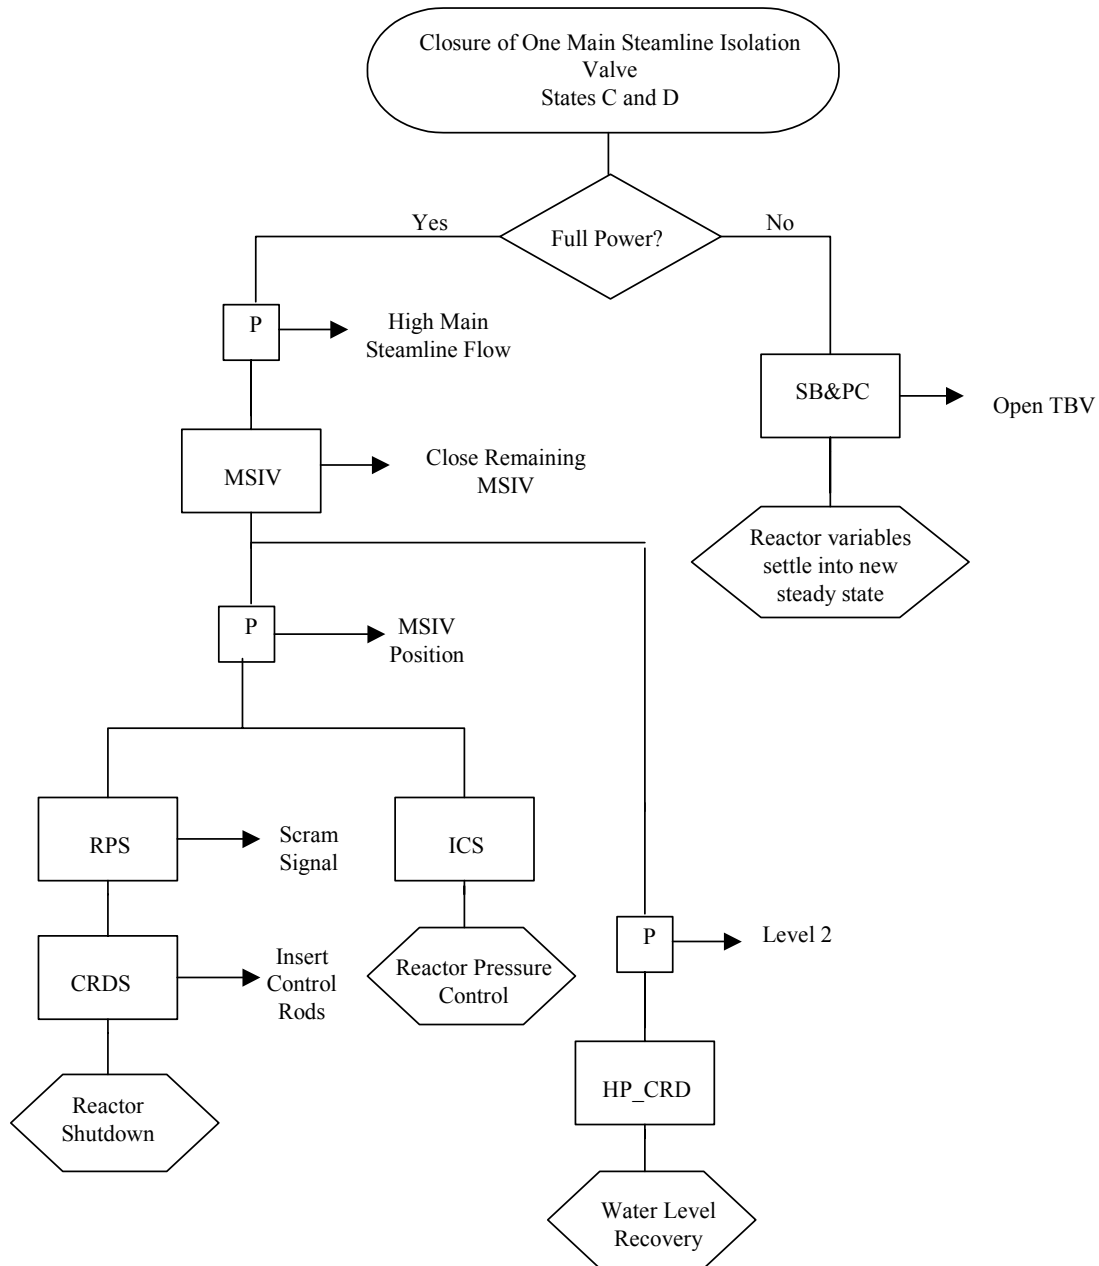 Closure of One Main Steamline Isolation
Valve
States C and D
Yes
No
Full Power?
P
High Main
Steamline Flow
SB&PC
Open TBV
MSIV
Close Remaining
MSIV
Reactor variables
settle into new
steady state
P
MSIV
Position
RPS
Scram
Signal
ICS
P
Level 2
CRDS
Insert
Control
Rods
Reactor Pressure
Control
HP_CRD
Reactor
Shutdown
Water Level
Recovery